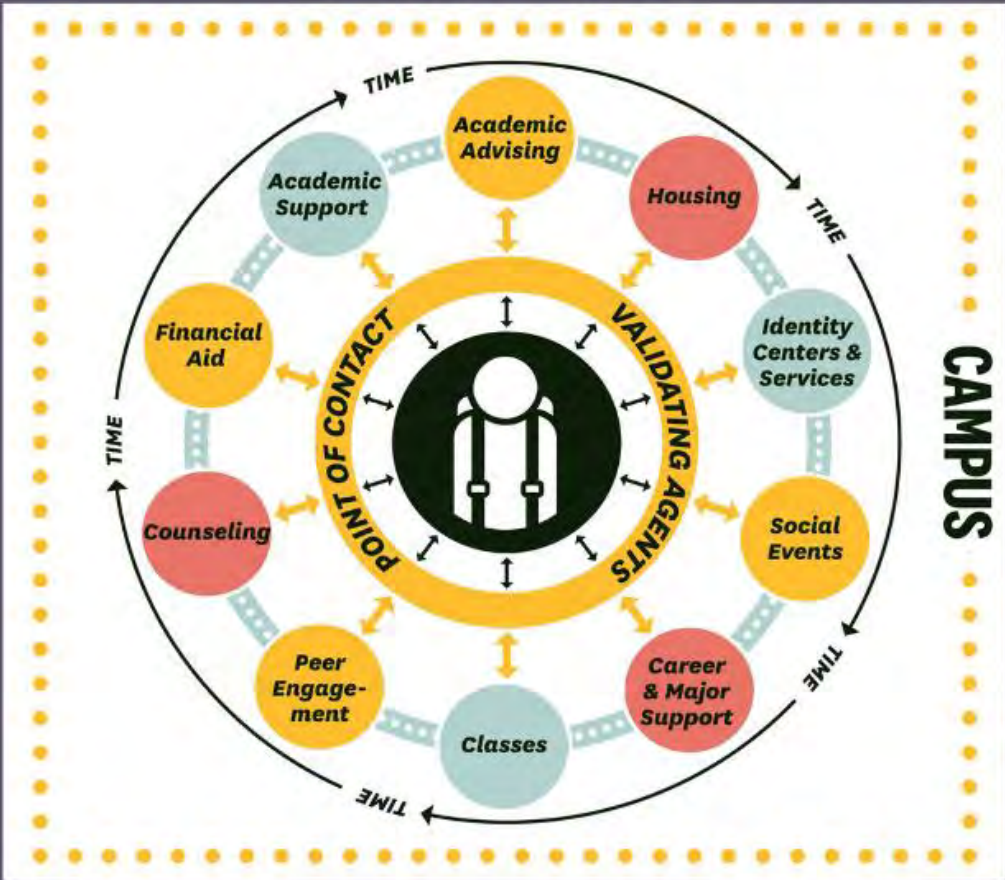 TIME
Academic
Advising
Housing
TIME
Identity
Centers &
Services
Social
Events
TIME
Career
& Major
Support
Classes
TIME
Peer
Engage-
ment
Counseling
TIME
Financial
Aid
Academic
Support
POINT OF CONTACT
VALIDATING AGENTS
CAMPUS